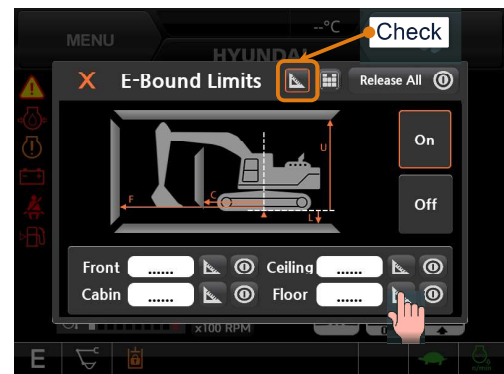 --°C
Check
MENU
HYUNDAI
X E-Bound Limits Release All
U
On
F C
L
Off
Front ...... Ceiling ......
Cabin ...... Floor ......
x100 RPM
E